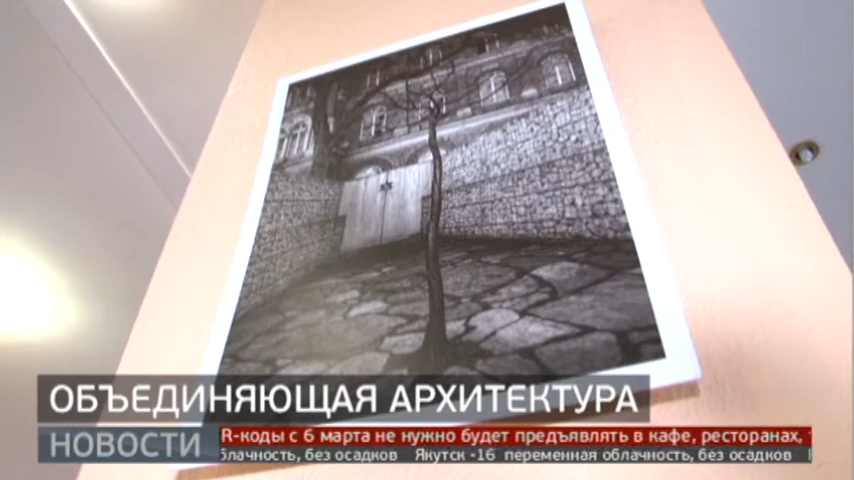 ОБЪЕДИНЯЮЩАЯ АРХИТЕКТУРА
НОВОСТИ
R-коды с 6 марта не нужно будет предъявлять в кафе, ресторанах,
блачность, без осадков Якутск -16 переменная облачность, без осадков